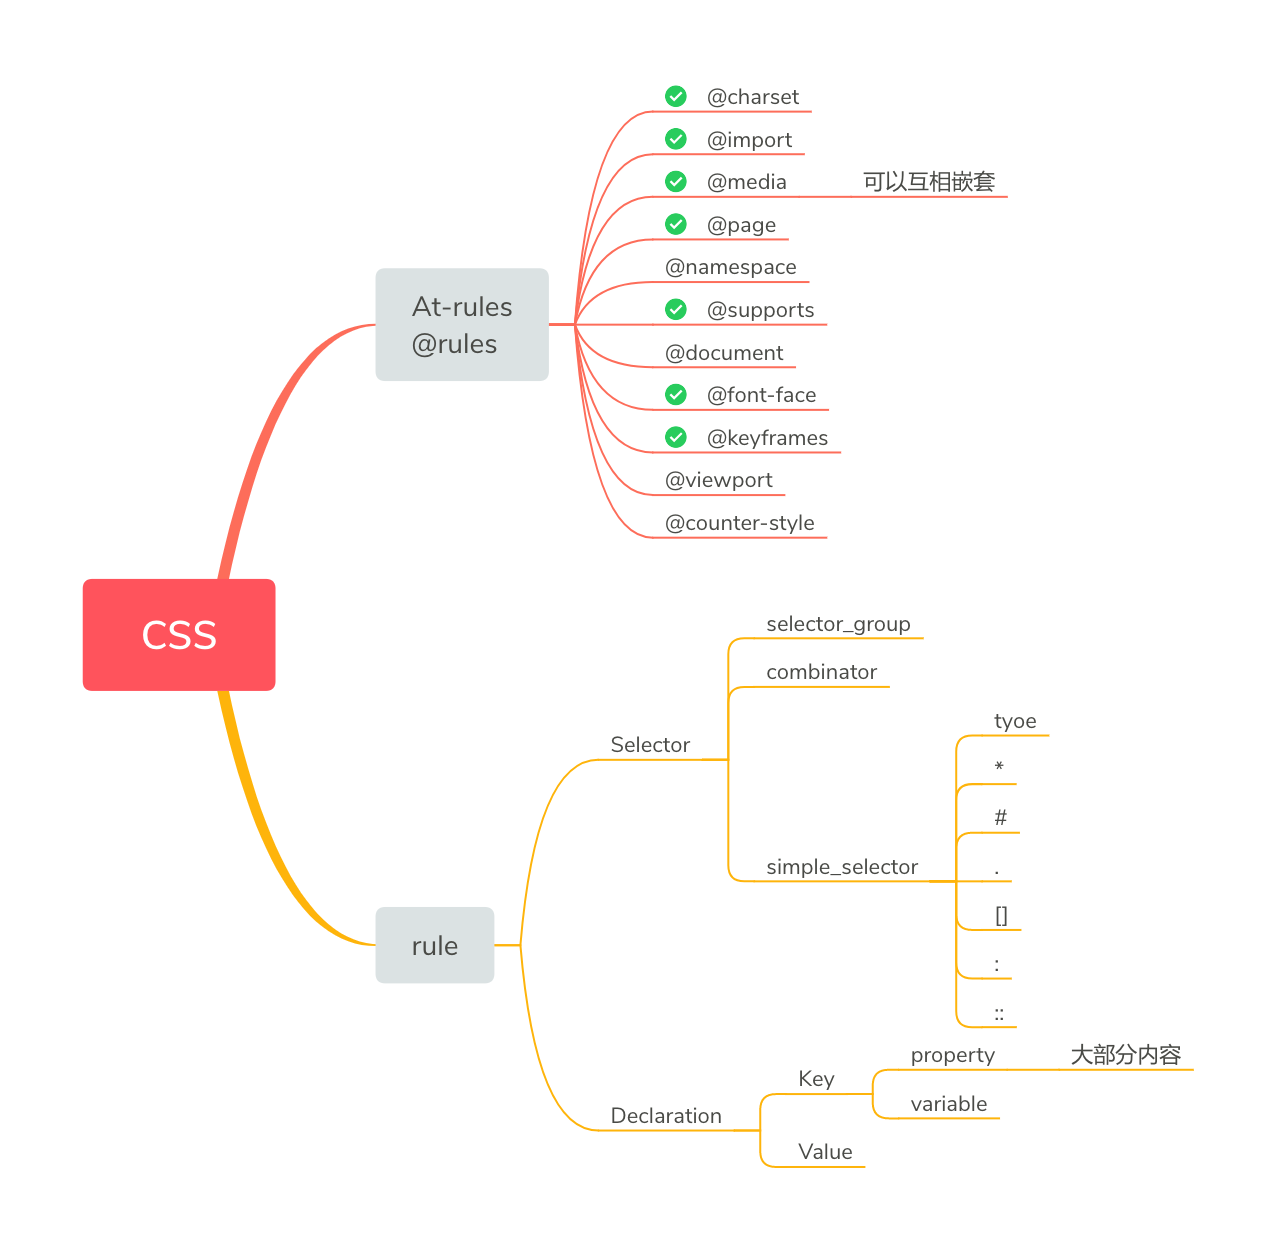 @charset
@import
@media
可以互相嵌套
@page
@namespace
At-rules
@rules
@supports
@document
@font-face
@keyframes
@viewport
@counter-style
CSS
selector_group
combinator
Selector
tyoe
*
#
simple_selector
.
[]
:
::
rule
property
大部分内容
Key
variable
Declaration
Value